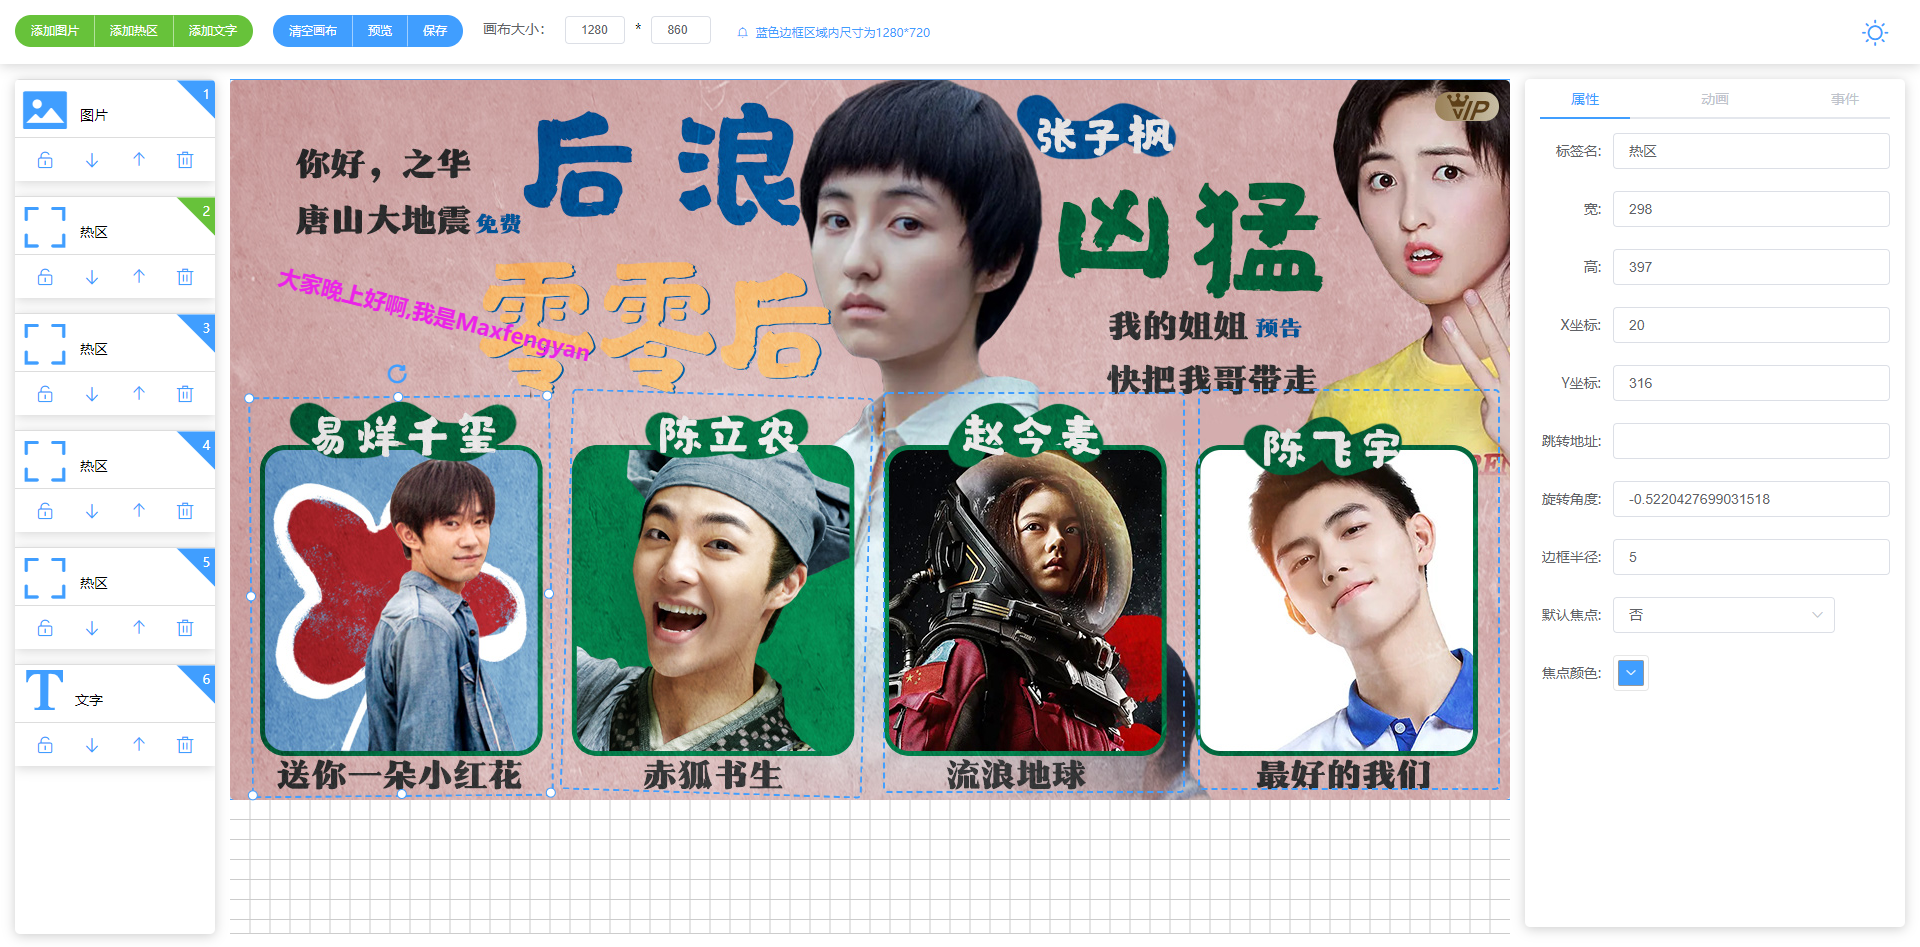 添加图片 添加热区 添加文字 清空画布 预览 保存 画布大小: 1280 * 860 蓝色边框区域内尺寸为1280*720
1
图片
2
热区
3
热区
4
热区
5
热区
6
文字
你好，之华
唐山大地震免费
后浪
大家晚上好啊,我是Maxfengyan
零零后
张子枫
VIP
凶猛
我的姐姐 预告
快把我哥带走
易烊千玺
送你一朵小红花
陈立农
赤狐书生
赵今麦
流浪地球
陈飞宇
最好的我们
属性 动画 事件
标签名: 热区
宽: 298
高: 397
X坐标: 20
Y坐标: 316
跳转地址:
旋转角度: -0.5220427699031518
边框半径: 5
默认焦点: 否
焦点颜色: